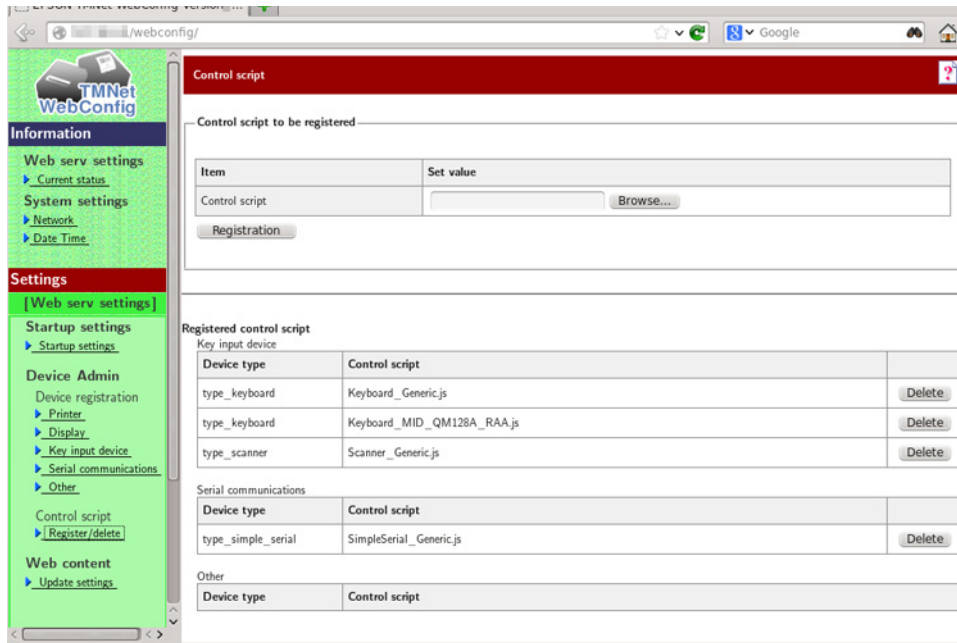 EPSON TMNet WebConfig Version ...
/webconfig/
Google
TMNet
WebConfig
Information
Web serv settings
Current status
System settings
Network
Date Time
Settings
[Web serv settings]
Startup settings
Startup settings
Device Admin
Device registration
Printer
Display
Key input device
Serial communications
Other
Control script
Register/delete
Web content
Update settings
Control script
?
Control script to be registered
Item Set value
Control script Browse...
Registration
Registered control script
Key input device
Device type Control script
type_keyboard Keyboard_Generic.js Delete
type_keyboard Keyboard_MID_QM128A_RAA.js Delete
type_scanner Scanner_Generic.js Delete
Serial communications
Device type Control script
type_simple_serial SimpleSerial_Generic.js Delete
Other
Device type Control script